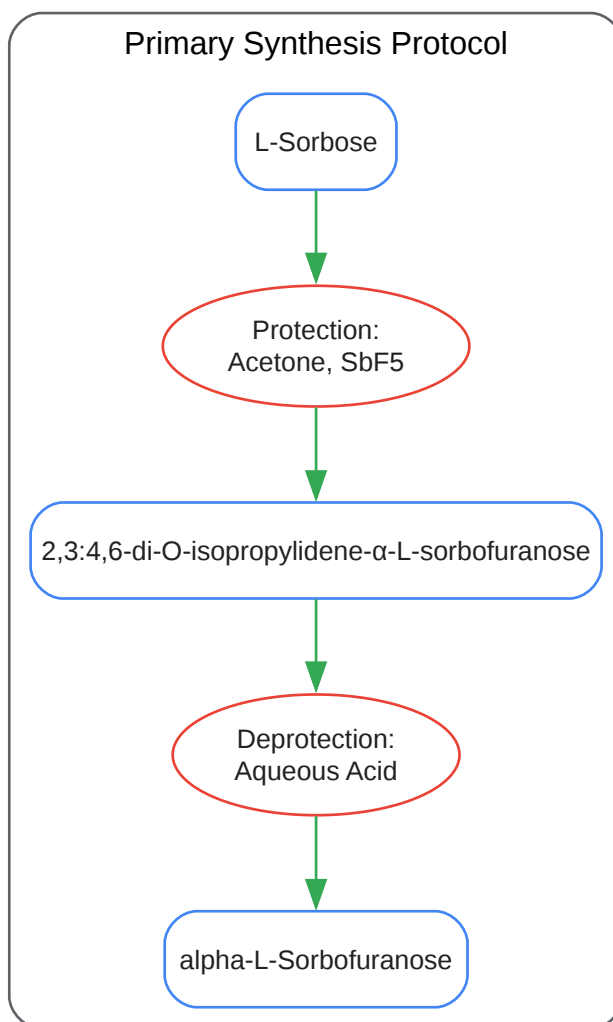 Primary Synthesis Protocol
L-Sorbose
Protection:
Acetone, SbF5
2,3:4,6-di-O-isopropylidene-α-L-sorbofuranose
Deprotection:
Aqueous Acid
alpha-L-Sorbofuranose